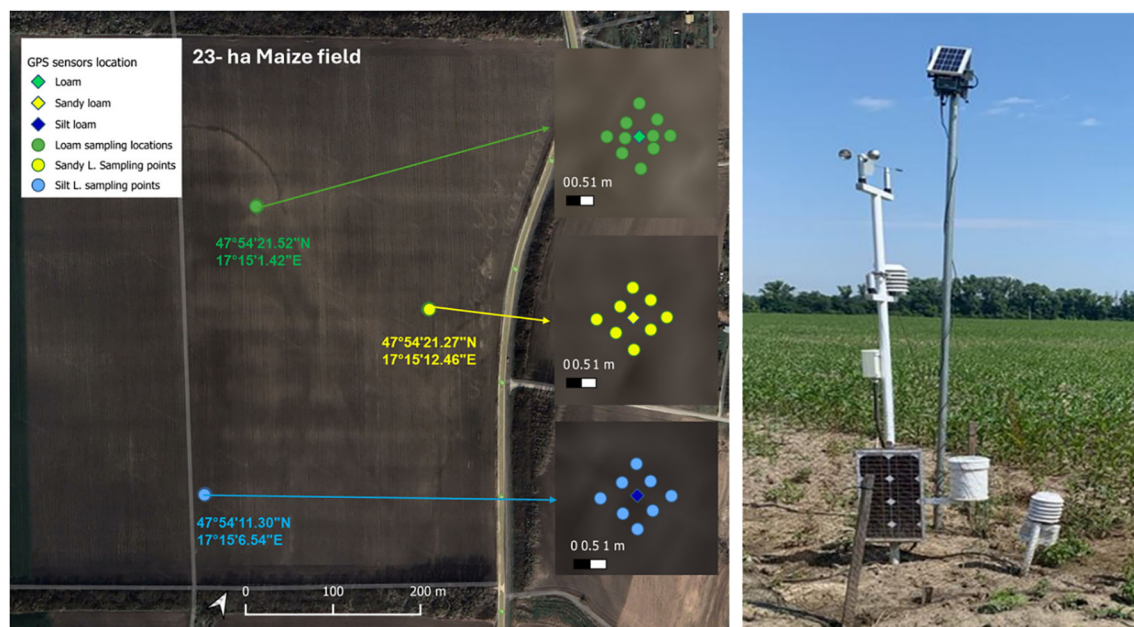 23- ha Maize field
GPS sensors location
Loam
Sandy loam
Silt loam
Loam sampling locations
Sandy L. Sampling points
Silt L. sampling points
47°54'21.52"N
17°15'1.42"E
00.51 m
47°54'21.27"N
17°15'12.46"E
0 0.51 m
47°54'11.30"N
17°15'6.54"E
0 0.5 1 m
0 100 200 m